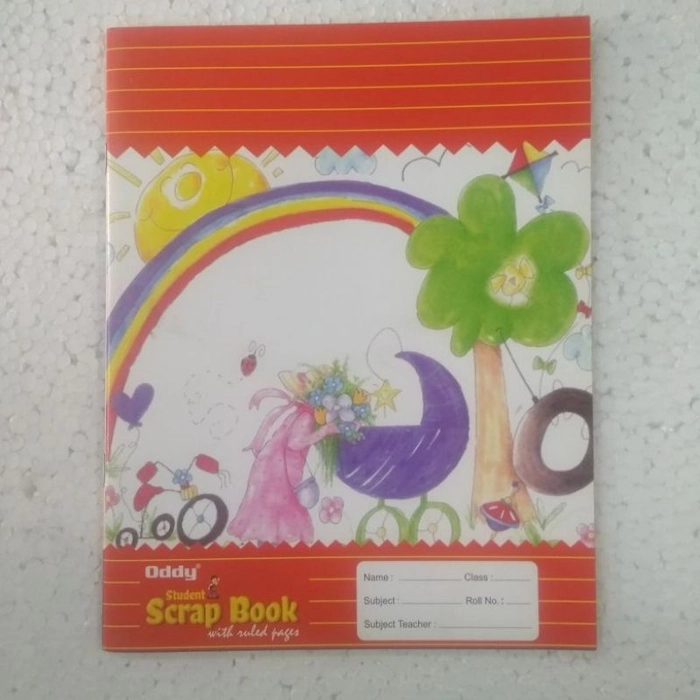 Oddy®
Student
Scrap Book
with ruled pages
Name : Class :
Subject : Roll No. :
Subject Teacher :